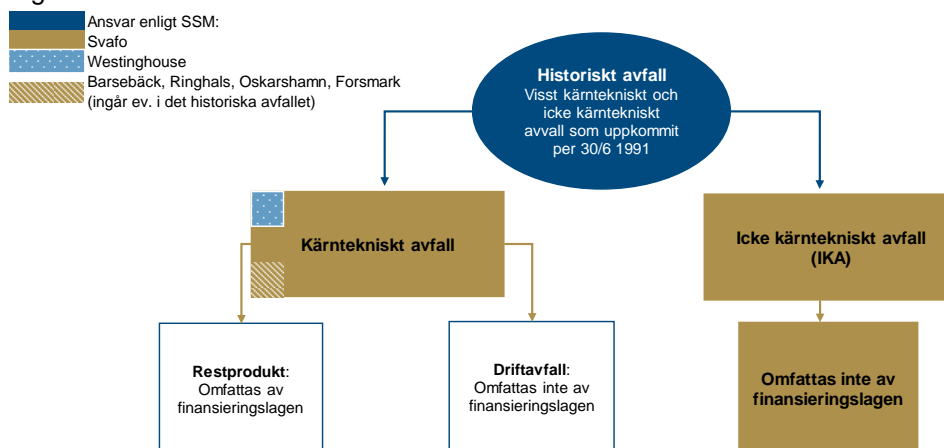 Ansvar enligt SSM:
Svafo
Westinghouse
Barsebäck, Ringhals, Oskarshamn, Forsmark
(ingår ev. i det historiska avfallet)
Historiskt avfall
Visst kärntekniskt och
icke kärntekniskt
avvall som uppkommit
per 30/6 1991
Kärntekniskt avfall
Icke kärntekniskt avfall
(IKA)
Restprodukt:
Omfattas av
finansieringslagen
Driftavfall:
Omfattas inte av
finansieringslagen
Omfattas inte av
finansieringslagen